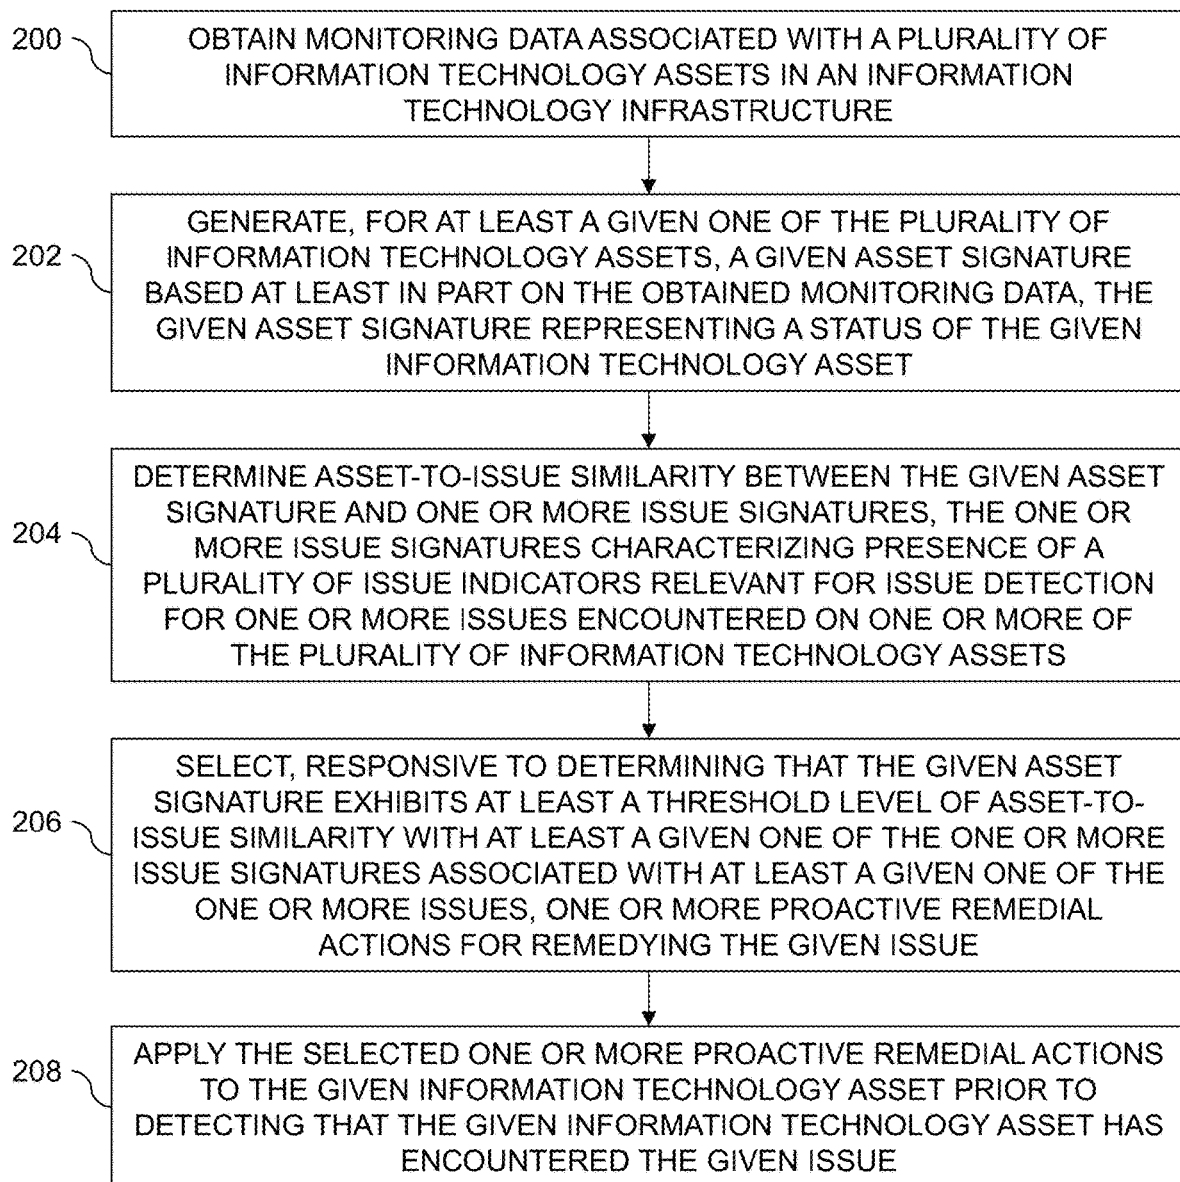 200
OBTAIN MONITORING DATA ASSOCIATED WITH A PLURALITY OF
INFORMATION TECHNOLOGY ASSETS IN AN INFORMATION
TECHNOLOGY INFRASTRUCTURE
202
GENERATE, FOR AT LEAST A GIVEN ONE OF THE PLURALITY OF
INFORMATION TECHNOLOGY ASSETS, A GIVEN ASSET SIGNATURE
BASED AT LEAST IN PART ON THE OBTAINED MONITORING DATA, THE
GIVEN ASSET SIGNATURE REPRESENTING A STATUS OF THE GIVEN
INFORMATION TECHNOLOGY ASSET
204
DETERMINE ASSET-TO-ISSUE SIMILARITY BETWEEN THE GIVEN ASSET
SIGNATURE AND ONE OR MORE ISSUE SIGNATURES, THE ONE OR
MORE ISSUE SIGNATURES CHARACTERIZING PRESENCE OF A
PLURALITY OF ISSUE INDICATORS RELEVANT FOR ISSUE DETECTION
FOR ONE OR MORE ISSUES ENCOUNTERED ON ONE OR MORE OF
THE PLURALITY OF INFORMATION TECHNOLOGY ASSETS
206
SELECT, RESPONSIVE TO DETERMINING THAT THE GIVEN ASSET
SIGNATURE EXHIBITS AT LEAST A THRESHOLD LEVEL OF ASSET-TO-
ISSUE SIMILARITY WITH AT LEAST A GIVEN ONE OF THE ONE OR MORE
ISSUE SIGNATURES ASSOCIATED WITH AT LEAST A GIVEN ONE OF THE
ONE OR MORE ISSUES, ONE OR MORE PROACTIVE REMEDIAL
ACTIONS FOR REMEDYING THE GIVEN ISSUE
208
APPLY THE SELECTED ONE OR MORE PROACTIVE REMEDIAL ACTIONS
TO THE GIVEN INFORMATION TECHNOLOGY ASSET PRIOR TO
DETECTING THAT THE GIVEN INFORMATION TECHNOLOGY ASSET HAS
ENCOUNTERED THE GIVEN ISSUE